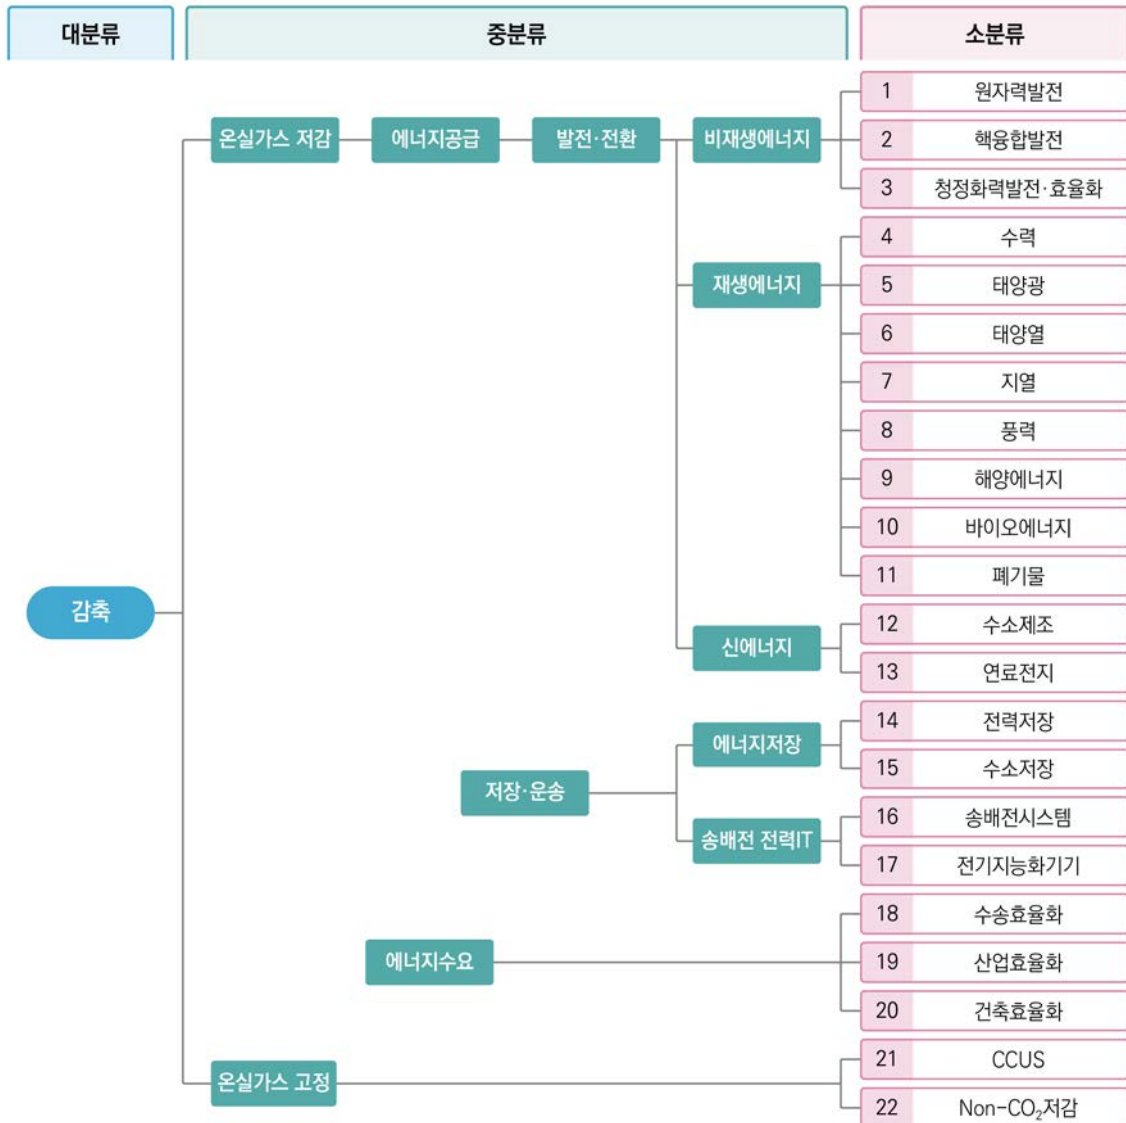 대분류 중분류 소분류
1 원자력발전
온실가스 저감 에너지공급 발전·전환 비재생에너지 2 핵융합발전
3 청정화력발전·효율화
4 수력
재생에너지 5 태양광
6 태양열
7 지열
8 풍력
9 해양에너지
10 바이오에너지
11 폐기물
감축
신에너지 12 수소제조
13 연료전지
14 전력저장
에너지저장 15 수소저장
저장·운송
송배전 전력IT 16 송배전시스템
17 전기지능화기기
18 수송효율화
에너지수요 19 산업효율화
20 건축효율화
21 CCUS
온실가스 고정 22 Non-CO₂저감